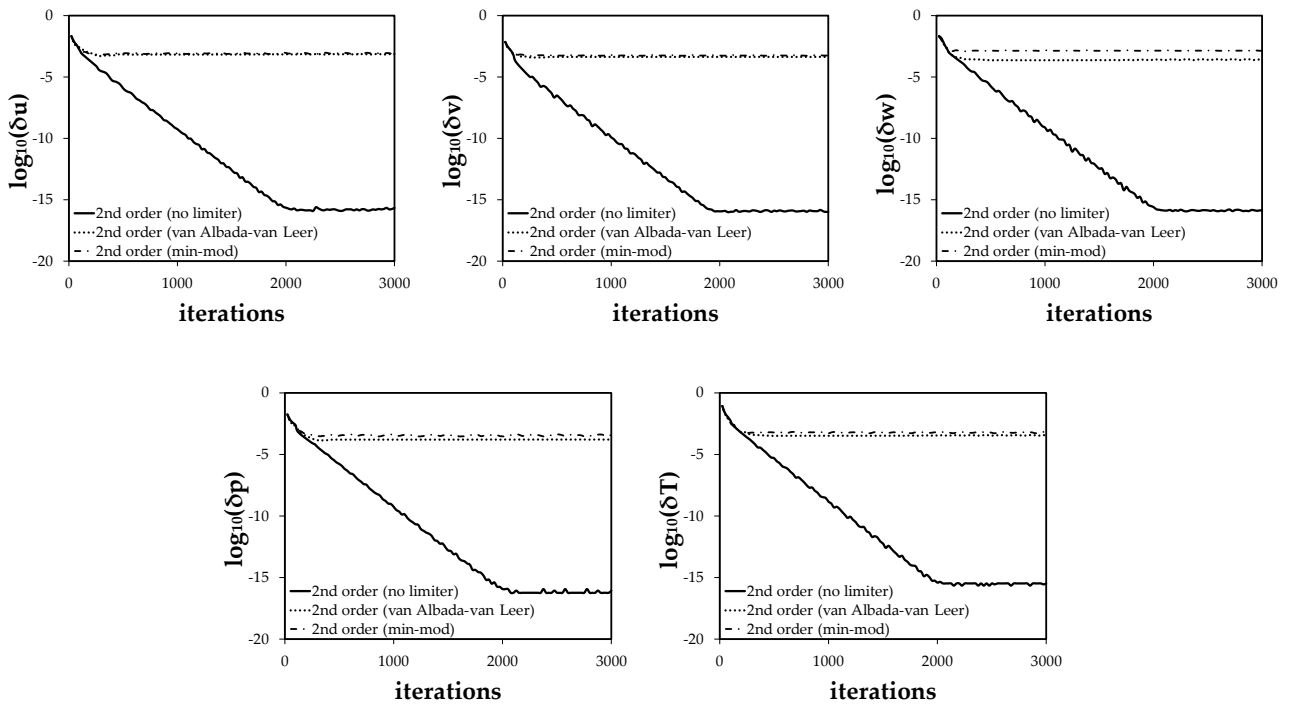 0
-5
-10
-15
-20
log10(δu)
2nd order (no limiter)
2nd order (van Albada-van Leer)
2nd order (min-mod)
0 1000 2000 3000
iterations
0
-5
-10
-15
-20
log10(δv)
2nd order (no limiter)
2nd order (van Albada-van Leer)
2nd order (min-mod)
0 1000 2000 3000
iterations
0
-5
-10
-15
-20
log10(δw)
2nd order (no limiter)
2nd order (van Albada-van Leer)
2nd order (min-mod)
0 1000 2000 3000
iterations
0
-5
-10
-15
-20
log10(δp)
2nd order (no limiter)
2nd order (van Albada-van Leer)
2nd order (min-mod)
0 1000 2000 3000
iterations
0
-5
-10
-15
-20
log10(δT)
2nd order (no limiter)
2nd order (van Albada-van Leer)
2nd order (min-mod)
0 1000 2000 3000
iterations